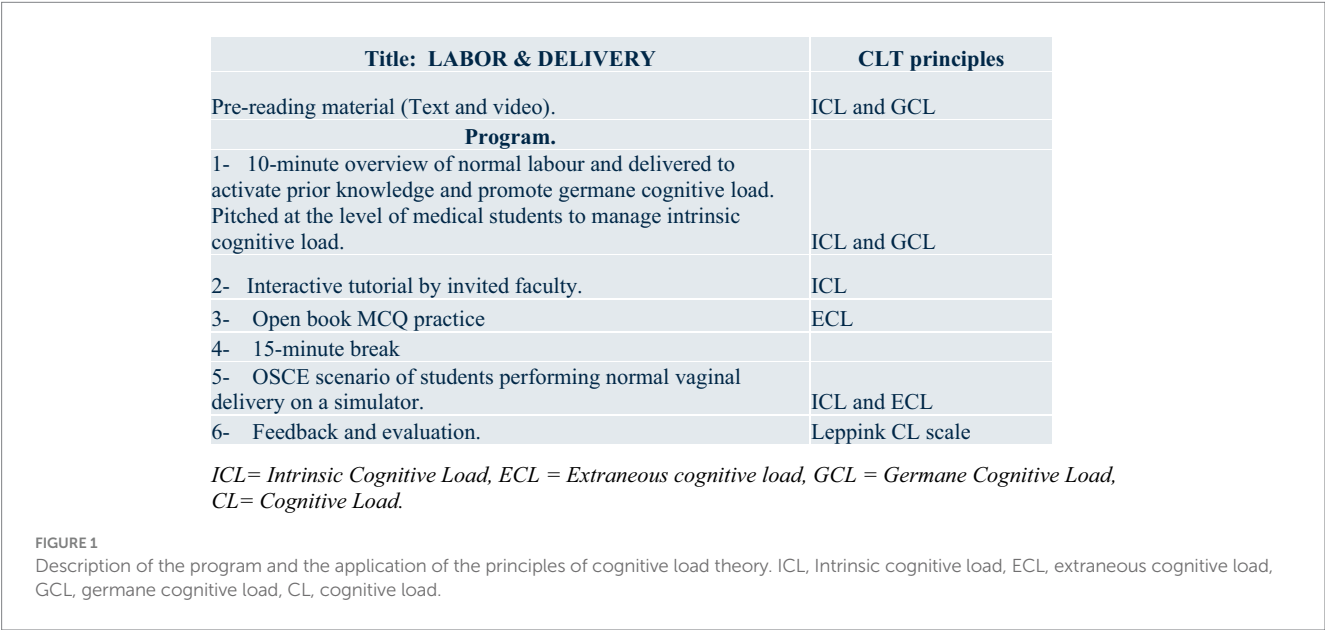 Title: LABOR & DELIVERY CLT principles
Pre-reading material (Text and video). ICL and GCL
Program.
1- 10-minute overview of normal labour and delivered to
activate prior knowledge and promote germane cognitive load.
Pitched at the level of medical students to manage intrinsic
cognitive load. ICL and GCL
2- Interactive tutorial by invited faculty. ICL
3- Open book MCQ practice ECL
4- 15-minute break
5- OSCE scenario of students performing normal vaginal
delivery on a simulator. ICL and ECL
6- Feedback and evaluation. Leppink CL scale
ICL= Intrinsic Cognitive Load, ECL = Extraneous cognitive load, GCL = Germane Cognitive Load,
CL= Cognitive Load.
FIGURE 1
Description of the program and the application of the principles of cognitive load theory. ICL, Intrinsic cognitive load, ECL, extraneous cognitive load,
GCL, germane cognitive load, CL, cognitive load.